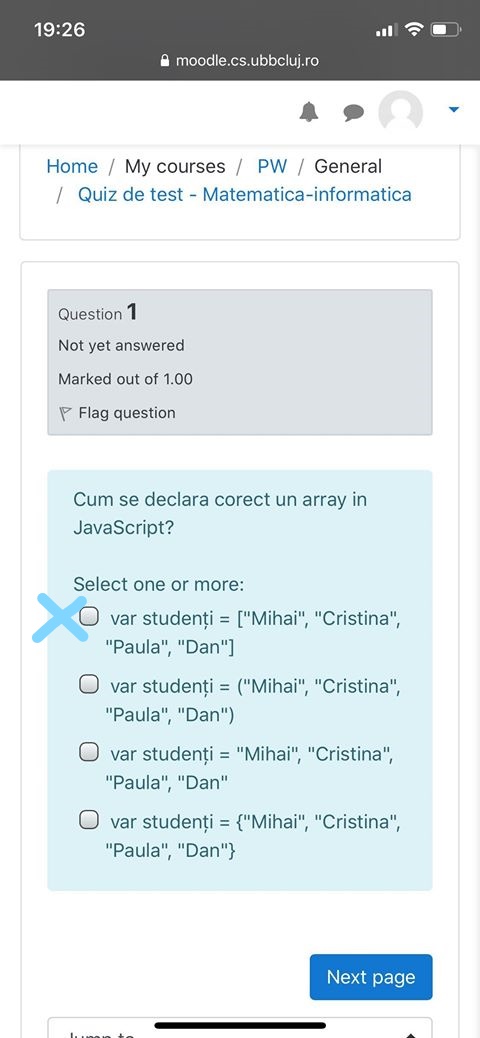 19:26
moodle.cs.ubbcluj.ro
Home / My courses / PW / General
/ Quiz de test - Matematica-informatica
Question 1
Not yet answered
Marked out of 1.00
Flag question
Cum se declara corect un array in
JavaScript?
Select one or more:
var studenți = ["Mihai", "Cristina",
"Paula", "Dan"]
var studenți = ("Mihai", "Cristina",
"Paula", "Dan")
var studenți = "Mihai", "Cristina",
"Paula", "Dan"
var studenți = {"Mihai", "Cristina",
"Paula", "Dan"}
Next page
Jump to